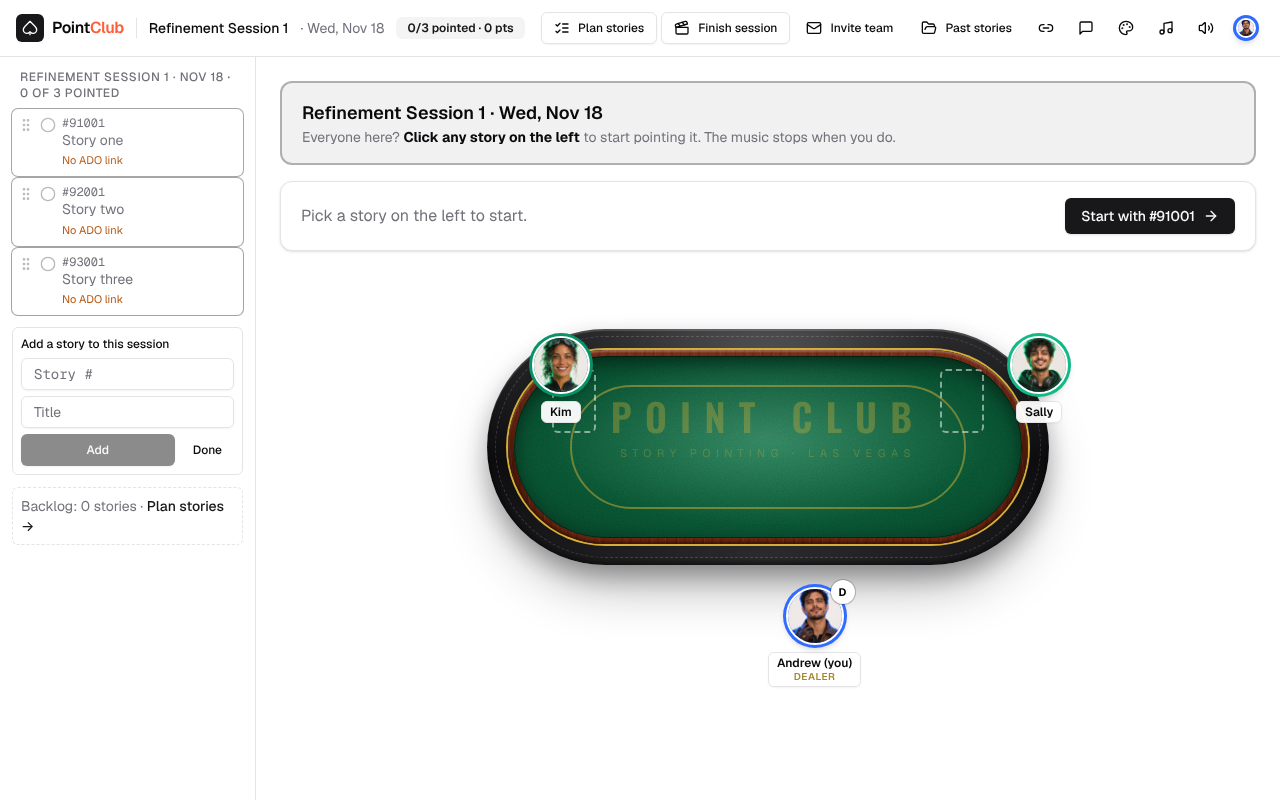 PointClub
Refinement Session 1 · Wed, Nov 18
0/3 pointed · 0 pts
Plan stories
Finish session
Invite team
Past stories
REFINEMENT SESSION 1 · NOV 18 ·
0 OF 3 POINTED
#91001
Story one
No ADO link
#92001
Story two
No ADO link
#93001
Story three
No ADO link
Add a story to this session
Story #
Title
Add
Done
Backlog: 0 stories · Plan stories
→
Refinement Session 1 · Wed, Nov 18
Everyone here? Click any story on the left to start pointing it. The music stops when you do.
Pick a story on the left to start.
Start with #91001 →
Kim
Sally
POINT CLUB
STORY POINTING · LAS VEGAS
D
Andrew (you)
DEALER